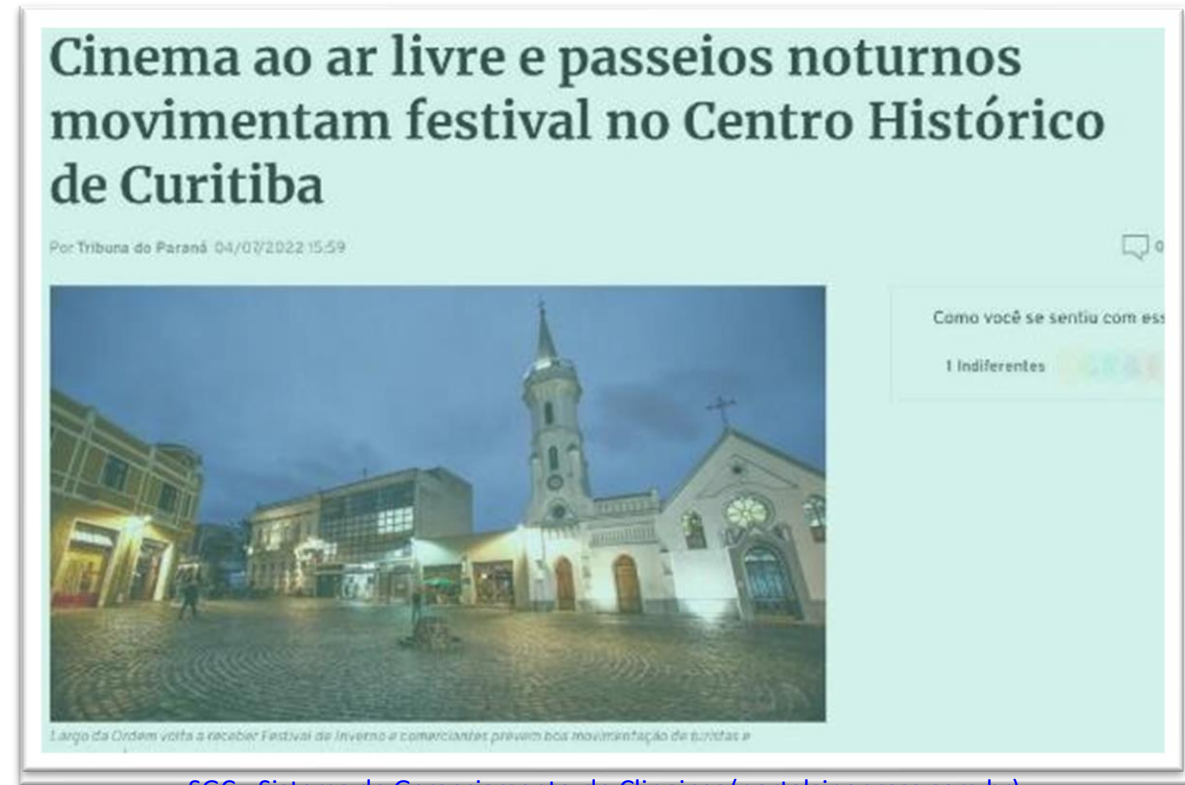 Cinema ao ar livre e passeios noturnos
movimentam festival no Centro Histórico
de Curitiba
Por Tribuna do Paraná 04/07/2022 15:59
0
Como você se sentiu com ess
1 Indiferentes
Largo da Ordem volta a receber Festival de Inverno e comerciantes preveem boa movimentação de turistas e